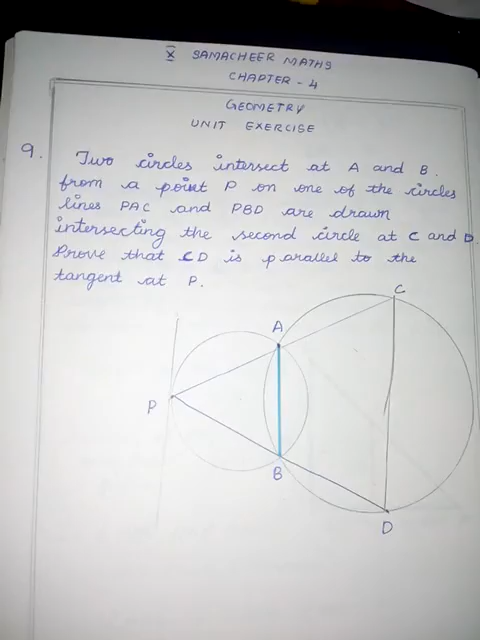 X SAMACHEER MATHS
CHAPTER - 4
GEOMETRY
UNIT EXERCISE
9. Two circles intersect at A and B.
from a point P on one of the circles
lines PAC and PBD are drawn
intersecting the second circle at C and D.
Prove that CD is parallel to the
tangent at P.
C
A
P
B
D